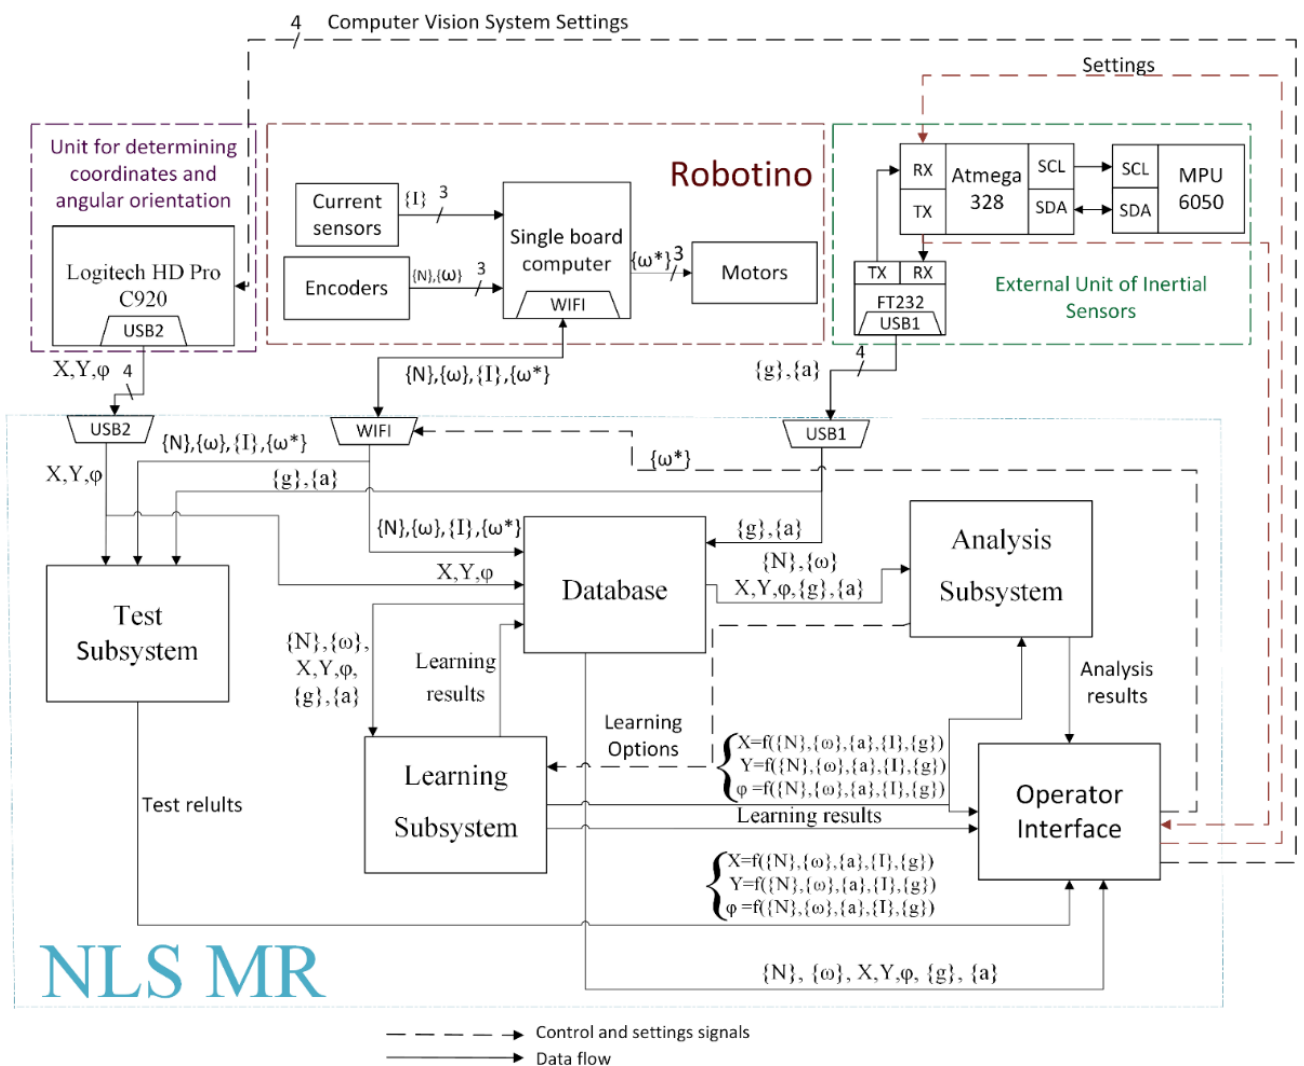 4
Computer Vision System Settings
Settings
Unit for determining
coordinates and
angular orientation
Logitech HD Pro
C920
USB2
Robotino
Current
sensors
{I}
3
Encoders
{N},{ω}
3
Single board
computer
WIFI
{ω*}
3
Motors
RX
TX
Atmega
328
SCL
SDA
SCL
SDA
MPU
6050
TX
RX
FT232
USB1
External Unit of Inertial
Sensors
X,Y,φ
4
{N},{ω},{I},{ω*}
{g},{a}
4
USB2
WIFI
USB1
{N},{ω},{I},{ω*}
X,Y,φ
{g},{a}
{ω*}
{N},{ω},{I},{ω*}
X,Y,φ
Database
{g},{a}
{N},{ω}
X,Y,φ,{g},{a}
Analysis
Subsystem
Test
Subsystem
{N},{ω},
X,Y,φ,
{g},{a}
Learning
results
Learning
Options
Analysis
results
Learning
Subsystem
X=f({N},{ω},{a},{I},{g})
Y=f({N},{ω},{a},{I},{g})
φ =f({N},{ω},{a},{I},{g})
Learning results
Operator
Interface
Test relults
X=f({N},{ω},{a},{I},{g})
Y=f({N},{ω},{a},{I},{g})
φ =f({N},{ω},{a},{I},{g})
NLS MR
{N}, {ω}, X,Y,φ, {g}, {a}
Control and settings signals
Data flow